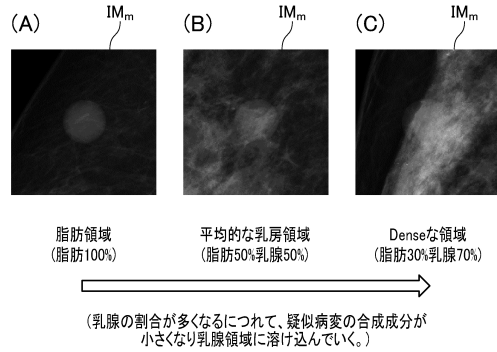 (A) IMm
(B) IMm
(C) IMm
脂肪領域
(脂肪100%)
平均的な乳房領域
(脂肪50%乳腺50%)
Denseな領域
(脂肪30%乳腺70%)
(乳腺の割合が多くなるにつれて、疑似病変の合成成分が
小さくなり乳腺領域に溶け込んでいく。)